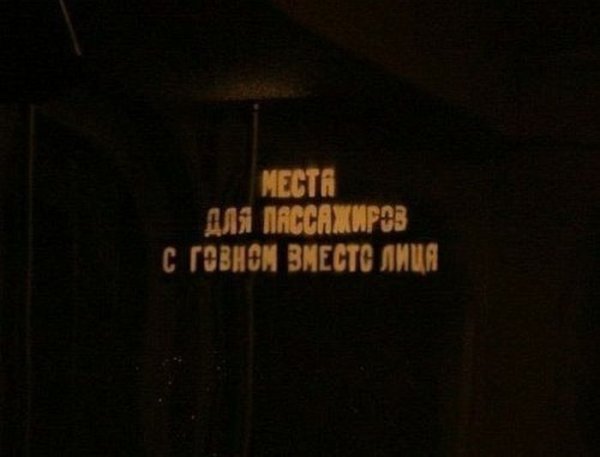 МЕСТА
ДЛЯ ПАССАЖИРОВ
С ГОВНОМ ВМЕСТО ЛИЦА